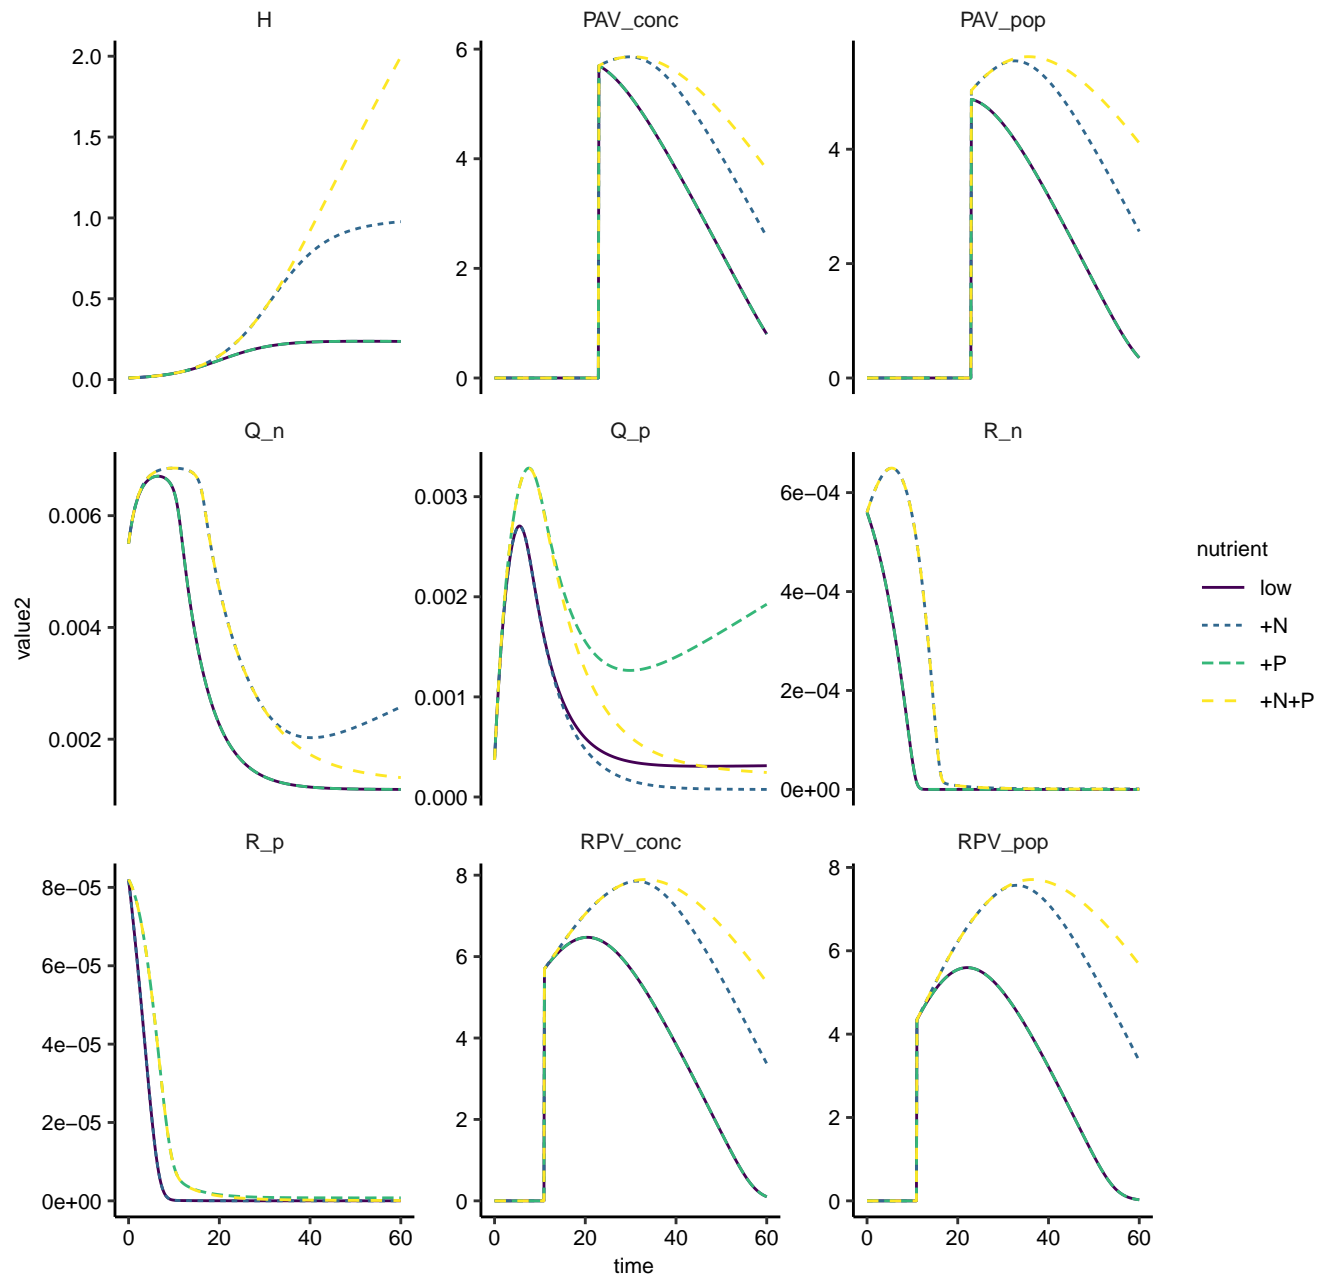 H
PAV_conc
PAV_pop
2.0
1.5
1.0
0.5
0.0
6
4
2
0
4
2
0
Q_n
Q_p
R_n
0.006
0.004
0.002
0.003
0.002
0.001
0.000
6e−04
4e−04
2e−04
0e+00
R_p
RPV_conc
RPV_pop
8e−05
6e−05
4e−05
2e−05
0e+00
8
6
4
2
0
8
6
4
2
0
0 20 40 60
0 20 40 60
0 20 40 60
time
value2
nutrient
low
+N
+P
+N+P